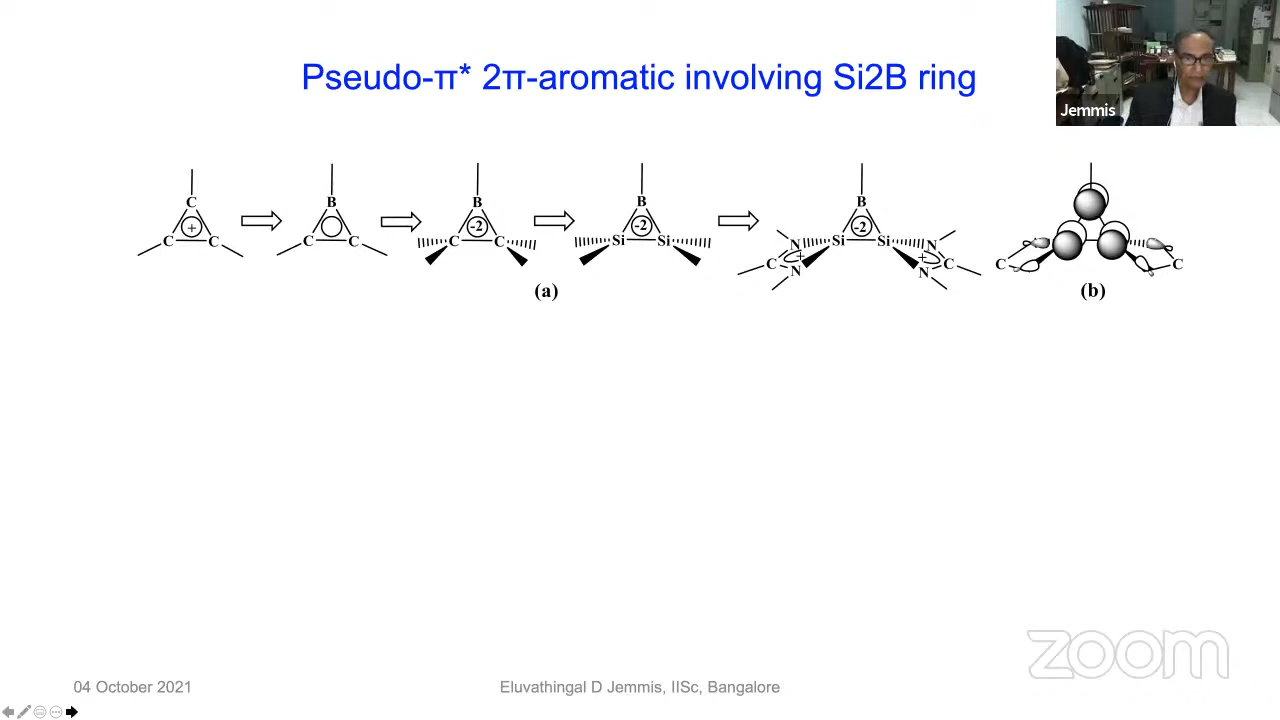 Pseudo-π* 2π-aromatic involving Si2B ring
Jemmis
C
+
C C
B
C C
B
-2
C C
B
-2
Si Si
B
-2
N Si Si N
C + + C
N N
C C
(a) (b)
zoom
04 October 2021 Eluvathingal D Jemmis, IISc, Bangalore